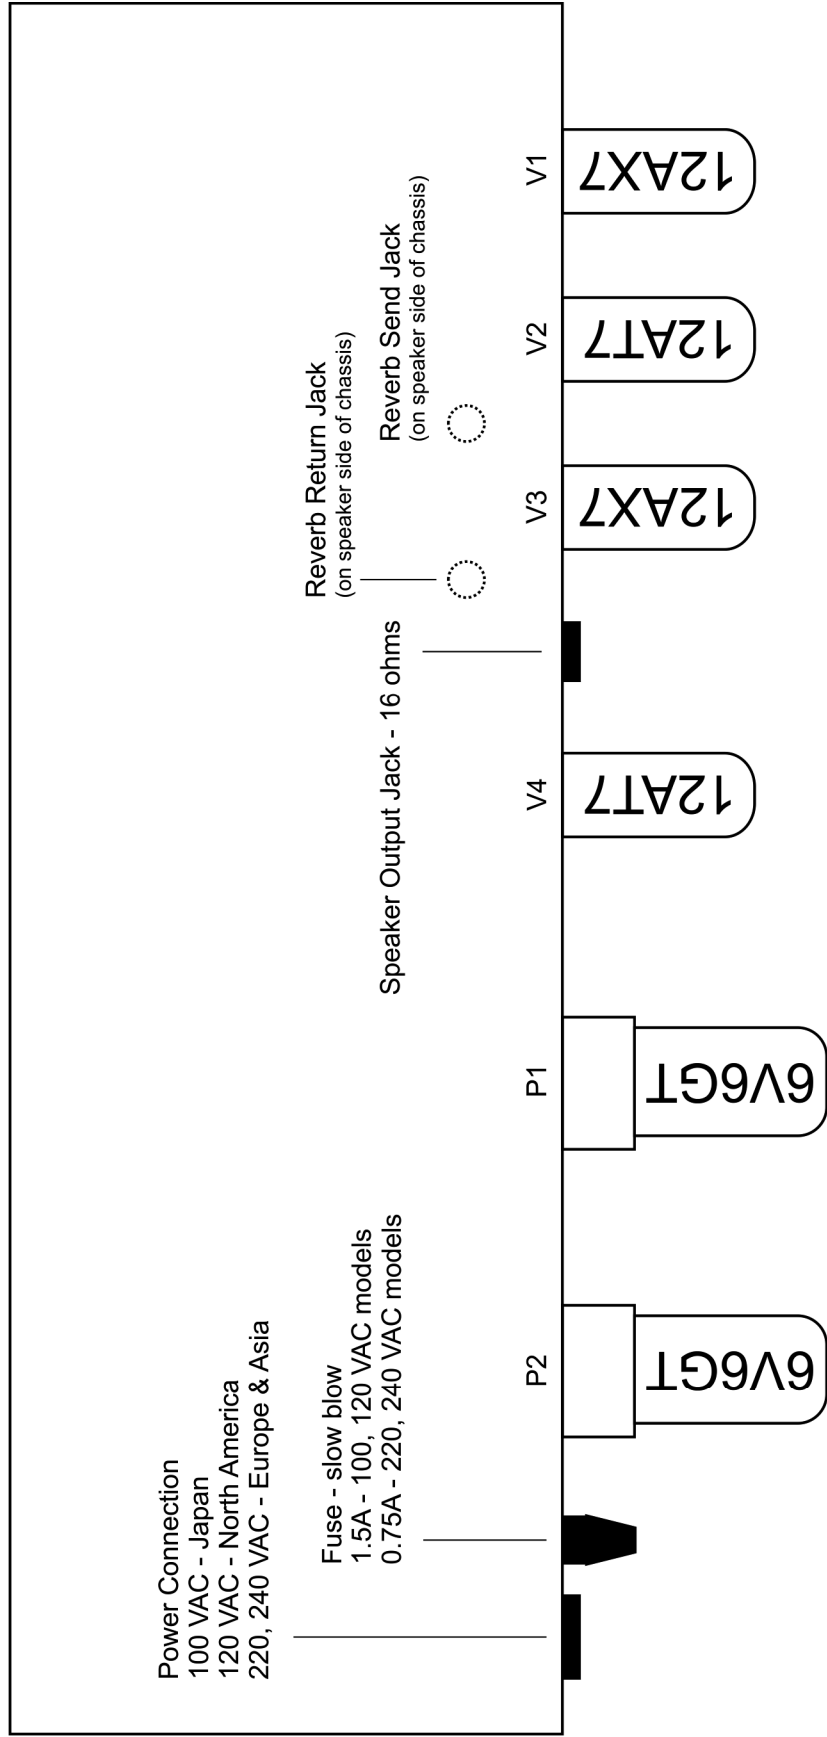 Power Connection
100 VAC - Japan
120 VAC - North America
220, 240 VAC - Europe & Asia
Fuse - slow blow
1.5A - 100, 120 VAC models
0.75A - 220, 240 VAC models
Speaker Output Jack - 16 ohms
Reverb Return Jack
(on speaker side of chassis)
Reverb Send Jack
(on speaker side of chassis)
P2
P1
V4
V3
V2
V1
6V6GT
6V6GT
12AT7
12AX7
12AT7
12AX7